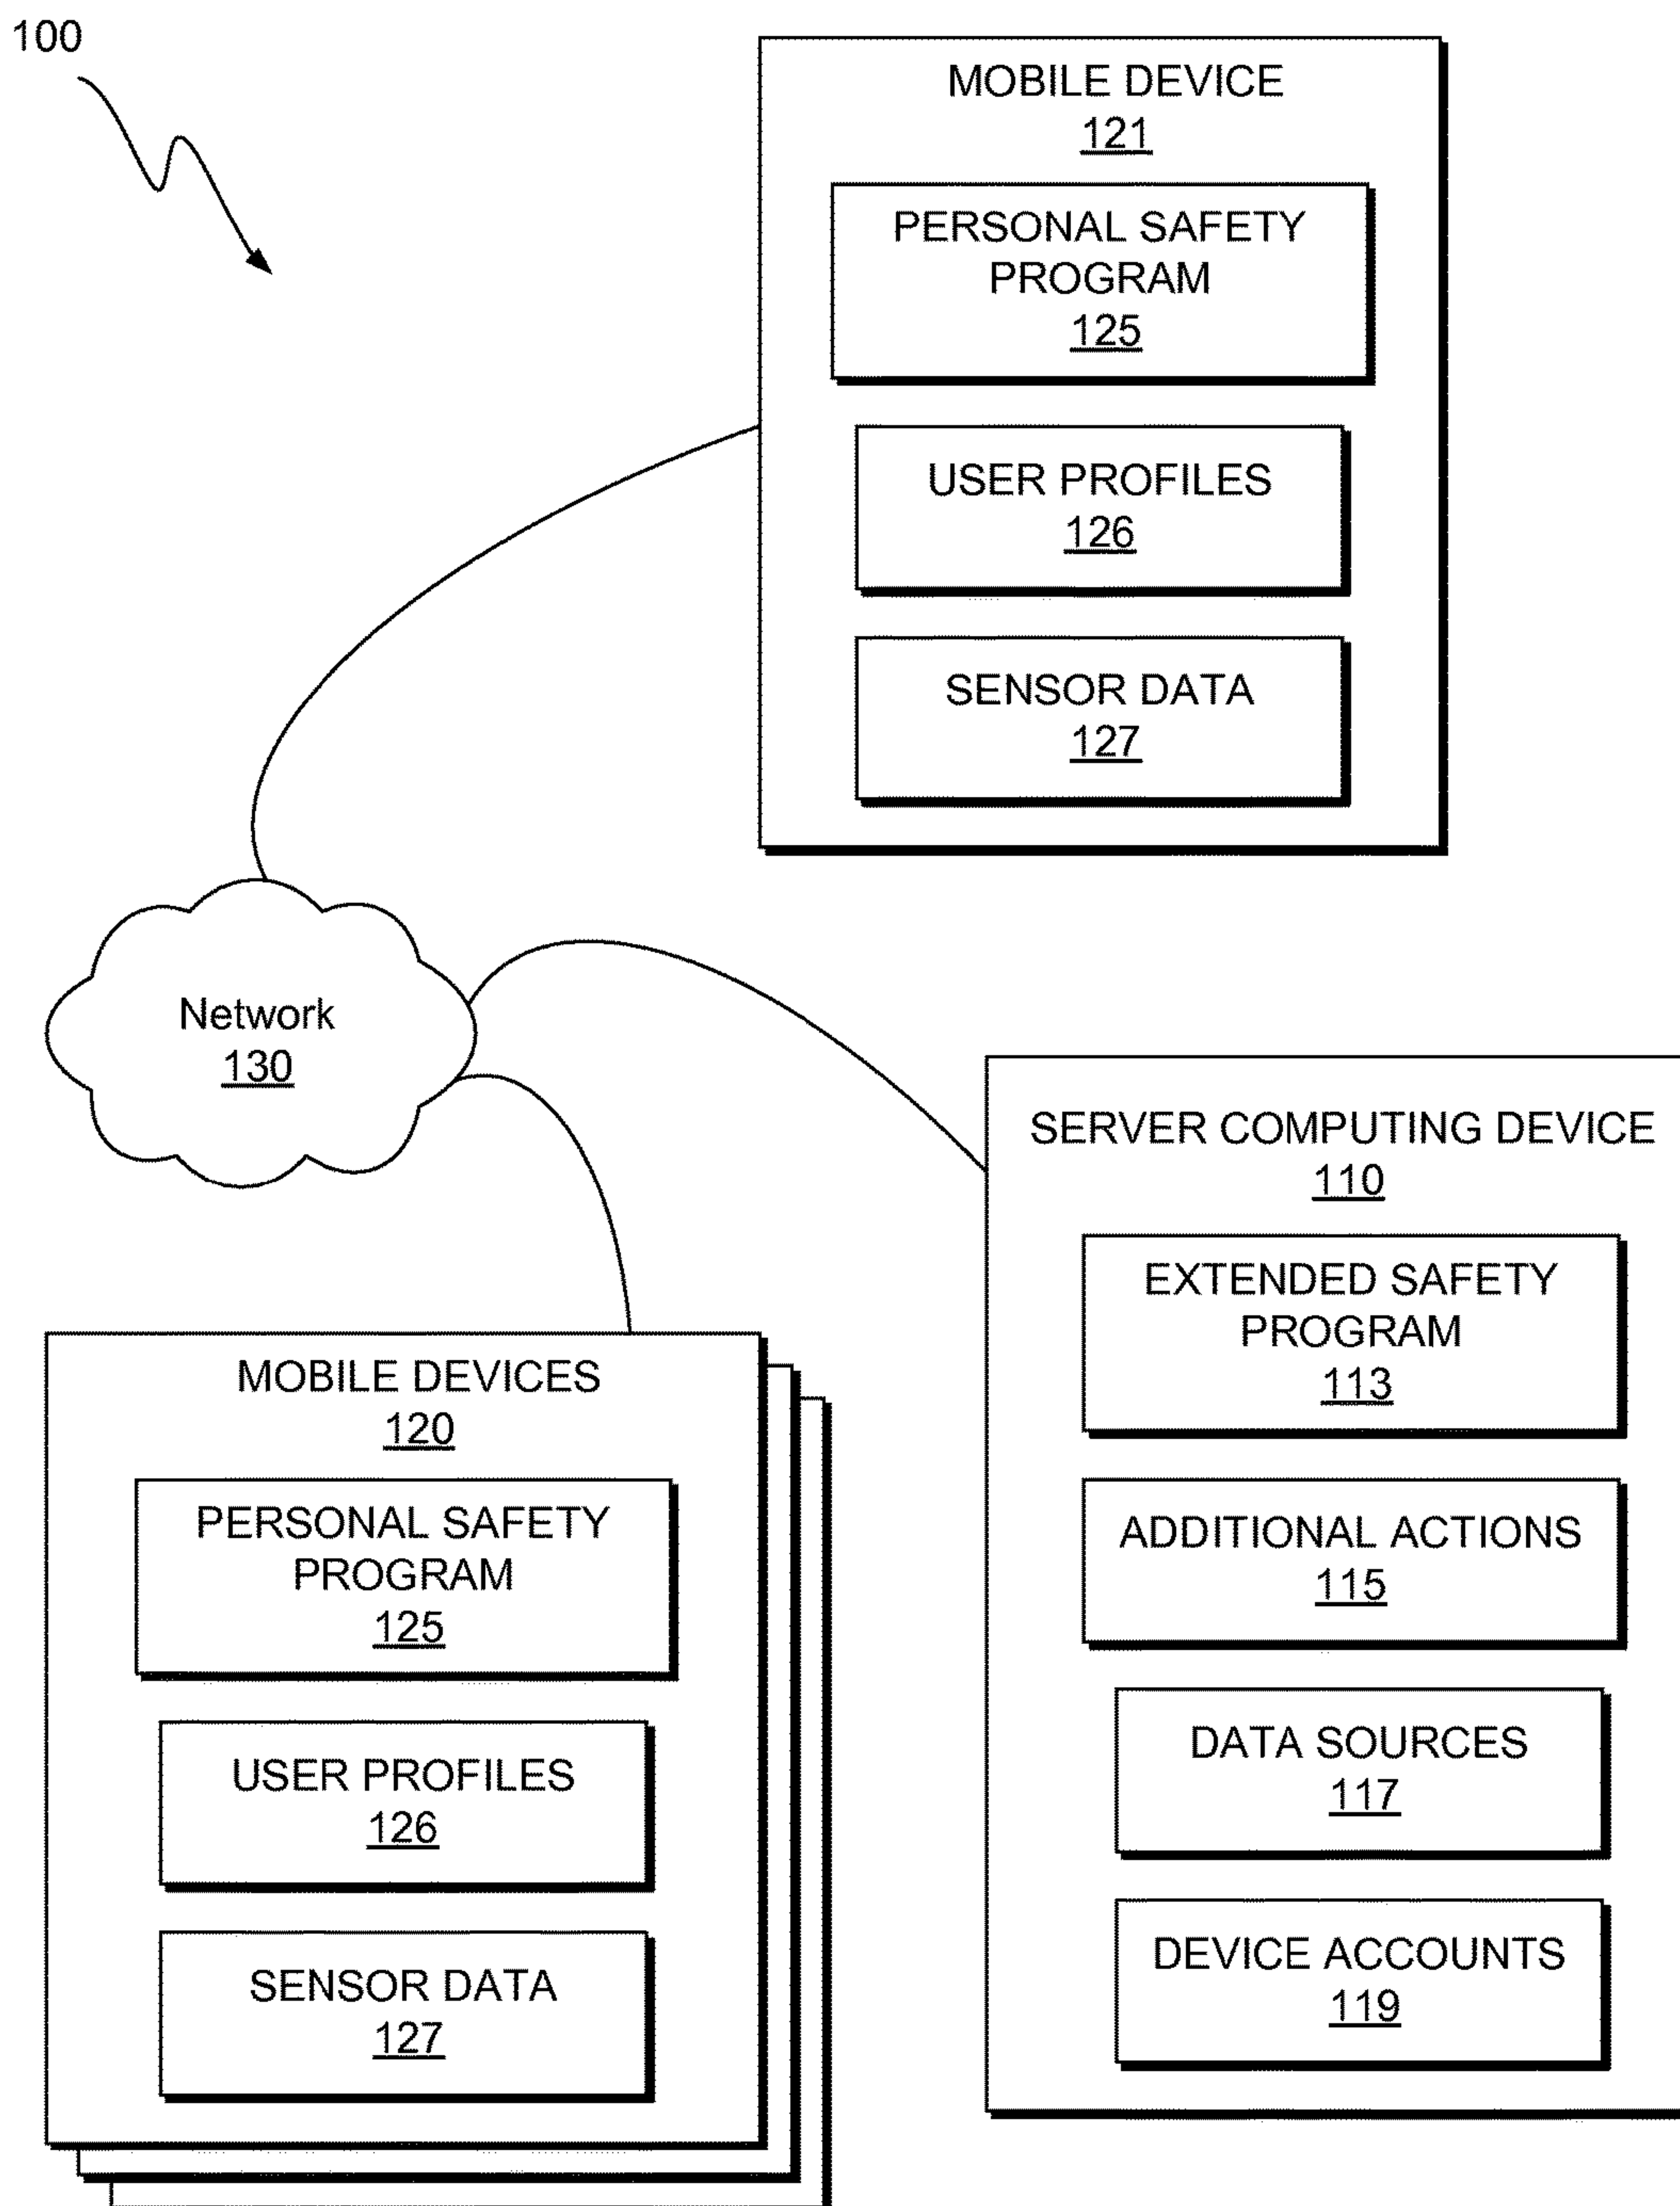 100
MOBILE DEVICE
121
PERSONAL SAFETY
PROGRAM
125
USER PROFILES
126
SENSOR DATA
127
Network
130
SERVER COMPUTING DEVICE
110
EXTENDED SAFETY
PROGRAM
113
ADDITIONAL ACTIONS
115
DATA SOURCES
117
DEVICE ACCOUNTS
119
MOBILE DEVICES
120
PERSONAL SAFETY
PROGRAM
125
USER PROFILES
126
SENSOR DATA
127